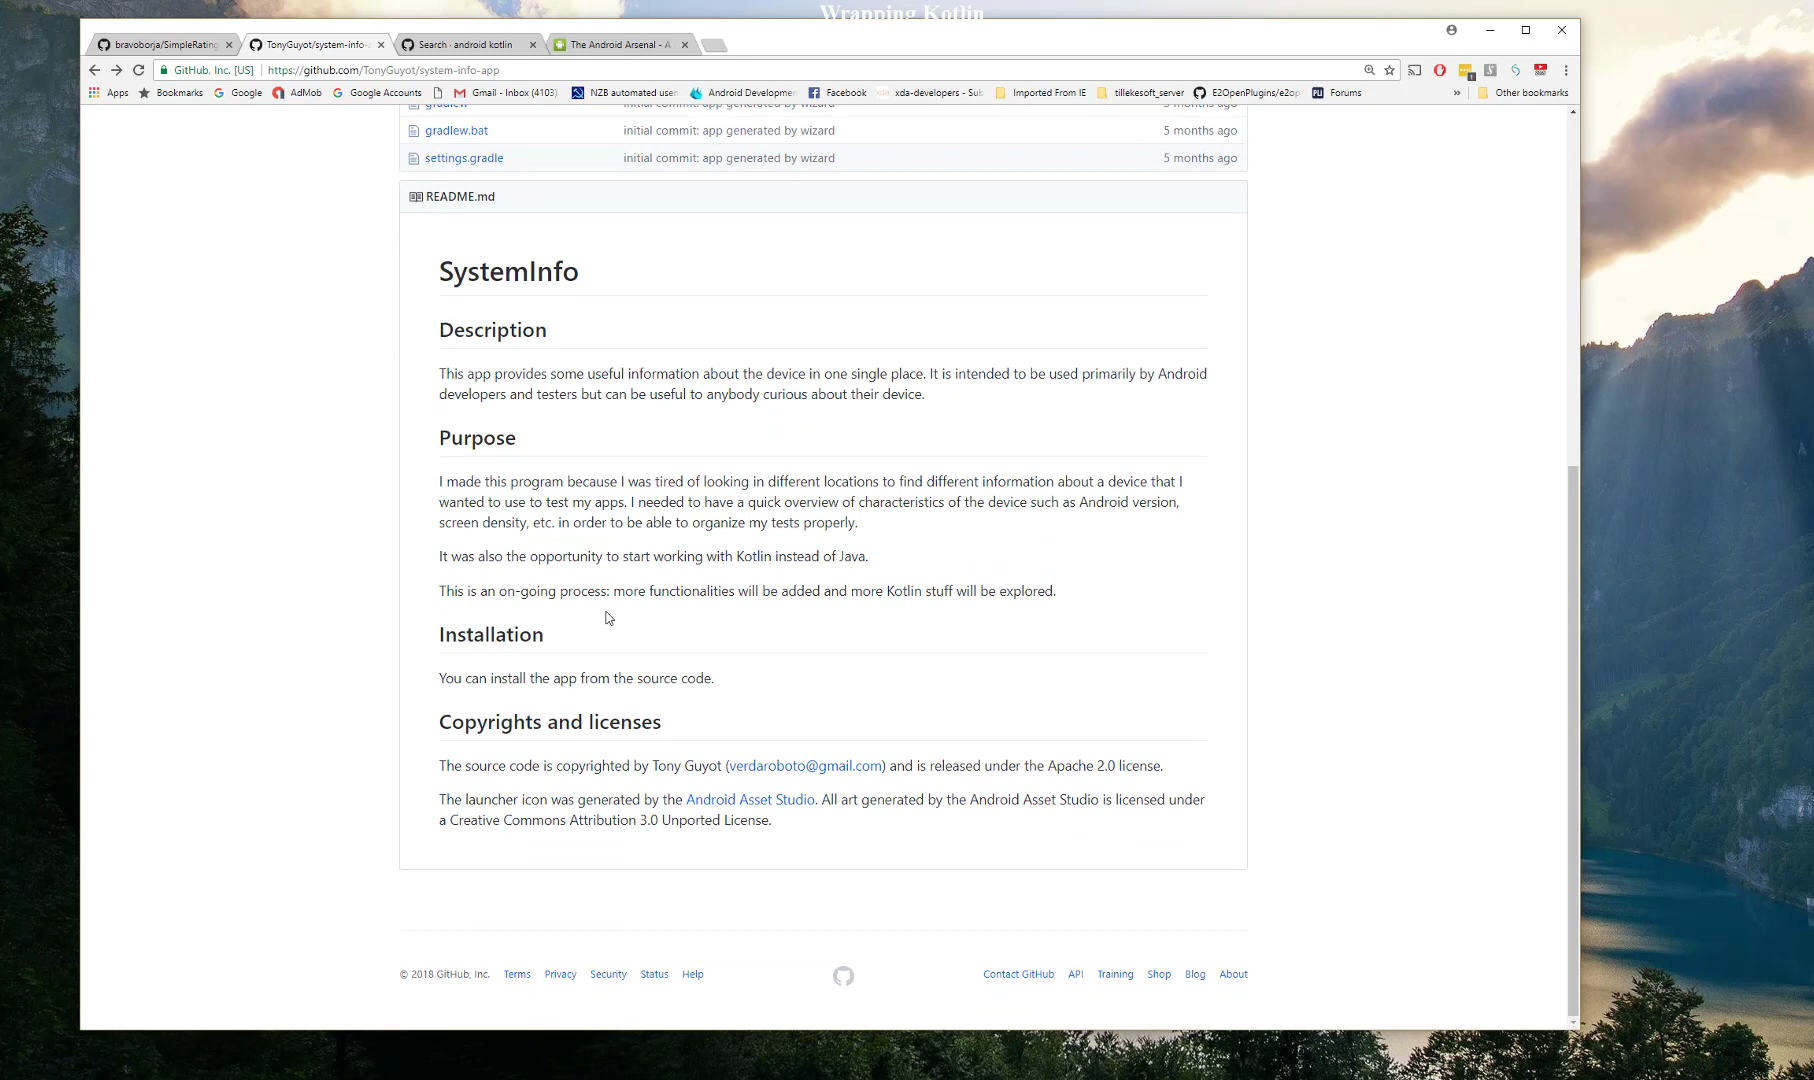 Wrapping Kotlin
bravoborja/SimpleRating
TonyGuyot/system-info-a
Search · android kotlin
The Android Arsenal - A
GitHub, Inc. [US] https://github.com/TonyGuyot/system-info-app
Apps Bookmarks Google AdMob Google Accounts Gmail - Inbox (4103) NZB automated usen Android Developmen Facebook xda-developers - Sub Imported From IE tillekesoft_server E2OpenPlugins/e2op Forums » Other bookmarks
gradlew initial commit: app generated by wizard 5 months ago
gradlew.bat initial commit: app generated by wizard 5 months ago
settings.gradle initial commit: app generated by wizard 5 months ago
README.md
SystemInfo
Description
This app provides some useful information about the device in one single place. It is intended to be used primarily by Android
developers and testers but can be useful to anybody curious about their device.
Purpose
I made this program because I was tired of looking in different locations to find different information about a device that I
wanted to use to test my apps. I needed to have a quick overview of characteristics of the device such as Android version,
screen density, etc. in order to be able to organize my tests properly.
It was also the opportunity to start working with Kotlin instead of Java.
This is an on-going process: more functionalities will be added and more Kotlin stuff will be explored.
Installation
You can install the app from the source code.
Copyrights and licenses
The source code is copyrighted by Tony Guyot (verdaroboto@gmail.com) and is released under the Apache 2.0 license.
The launcher icon was generated by the Android Asset Studio. All art generated by the Android Asset Studio is licensed under
a Creative Commons Attribution 3.0 Unported License.
© 2018 GitHub, Inc. Terms Privacy Security Status Help Contact GitHub API Training Shop Blog About